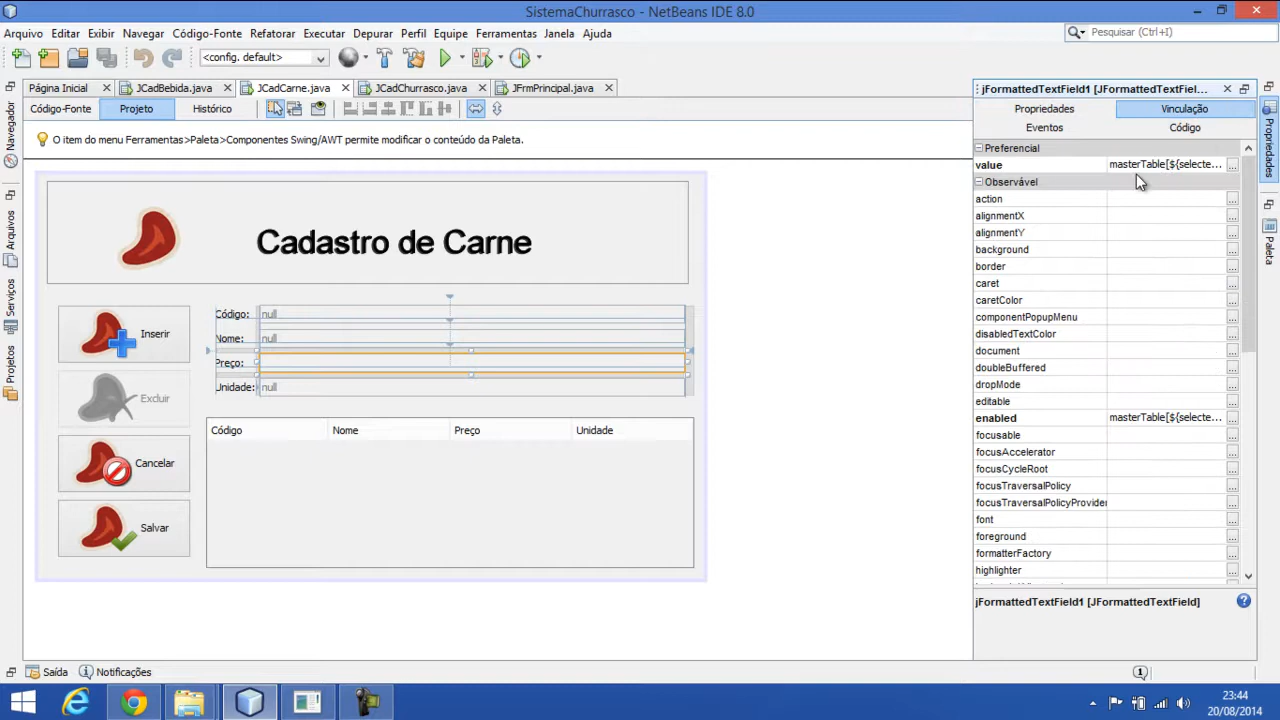 SistemaChurrasco - NetBeans IDE 8.0
Arquivo Editar Exibir Navegar Código-Fonte Refatorar Executar Depurar Perfil Equipe Ferramentas Janela Ajuda
Pesquisar (Ctrl+I)
<config. default>
Página Inicial JCadBebida.java JCadCarne.java JCadChurrasco.java JFrmPrincipal.java
Código-Fonte Projeto Histórico
O item do menu Ferramentas>Paleta>Componentes Swing/AWT permite modificar o conteúdo da Paleta.
Navegador
Arquivos
Serviços
Projetos
Cadastro de Carne
Inserir
Excluir
Cancelar
Salvar
Código: null
Nome: null
Preço:
Unidade: null
Código Nome Preço Unidade
jFormattedTextField1 [JFormattedTextFiel...
Propriedades Vinculação
Eventos Código
Preferencial
value masterTable[${selecte... ...
Observável
action ...
alignmentX ...
alignmentY ...
background ...
border ...
caret ...
caretColor ...
componentPopupMenu ...
disabledTextColor ...
document ...
doubleBuffered ...
dropMode ...
editable ...
enabled masterTable[${selecte... ...
focusable ...
focusAccelerator ...
focusCycleRoot ...
focusTraversalPolicy ...
focusTraversalPolicyProvider ...
font ...
foreground ...
formatterFactory ...
highlighter ...
jFormattedTextField1 [JFormattedTextField]
Propriedades
Paleta
Saída Notificações
1
23:44
20/08/2014